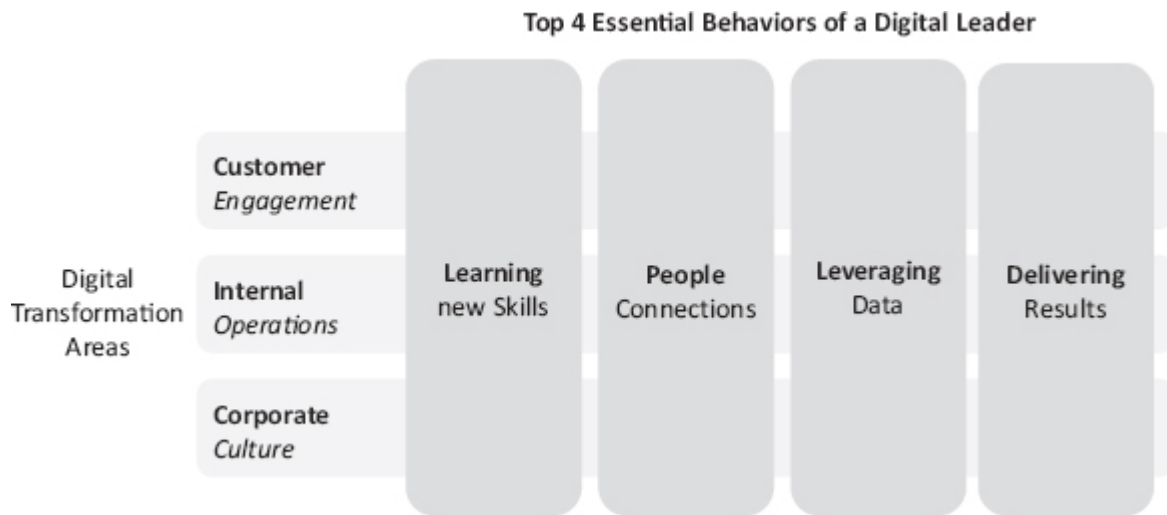 Top 4 Essential Behaviors of a Digital Leader
Customer
Engagement
Digital
Transformation
Areas
Internal
Operations
Corporate
Culture
Learning
new Skills
People
Connections
Leveraging
Data
Delivering
Results